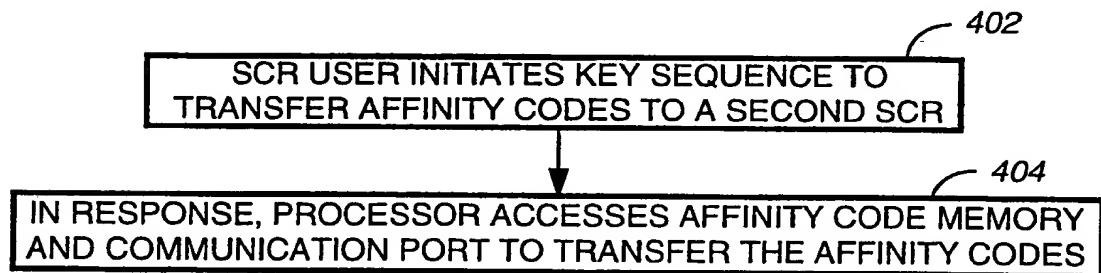 402
SCR USER INITIATES KEY SEQUENCE TO
TRANSFER AFFINITY CODES TO A SECOND SCR
404
IN RESPONSE, PROCESSOR ACCESSES AFFINITY CODE MEMORY
AND COMMUNICATION PORT TO TRANSFER THE AFFINITY CODES